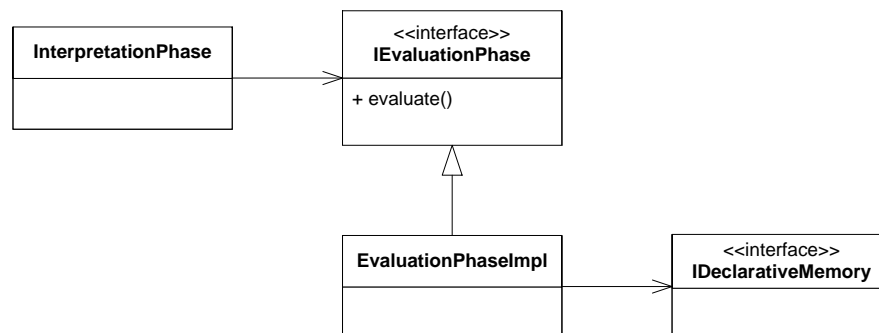 InterpretationPhase
<<interface>>
IEvaluationPhase
+ evaluate()
EvaluationPhaseImpl
<<interface>>
IDeclarativeMemory